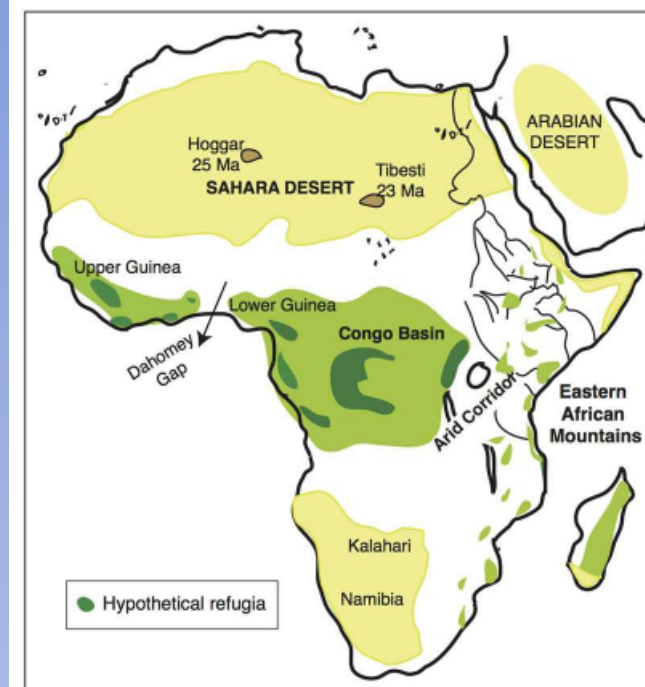 Hoggar
25 Ma
Tibesti
23 Ma
SAHARA DESERT
ARABIAN
DESERT
Upper Guinea
Lower Guinea
Dahomey
Gap
Congo Basin
Arid Corridor
Eastern
African
Mountains
Kalahari
Namibia
Hypothetical refugia